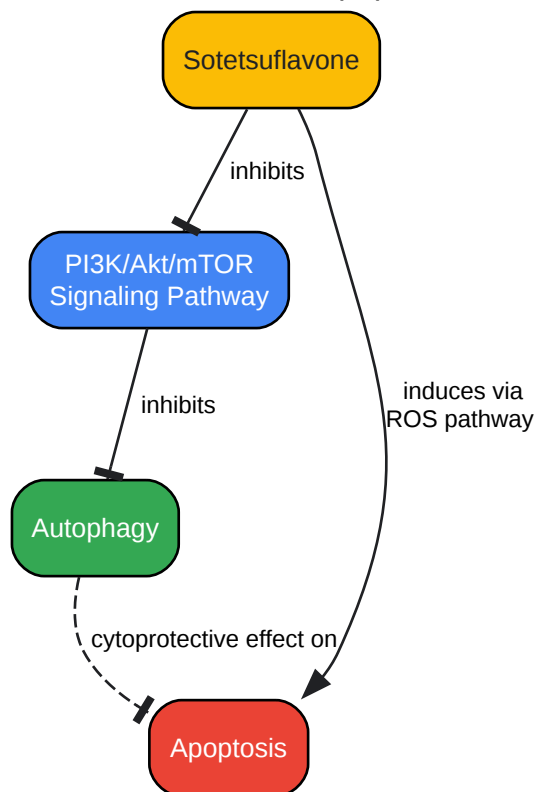 Sotetsuflavone
inhibits
PI3K/Akt/mTOR
Signaling Pathway
inhibits
induces via
ROS pathway
Autophagy
cytoprotective effect on
Apoptosis